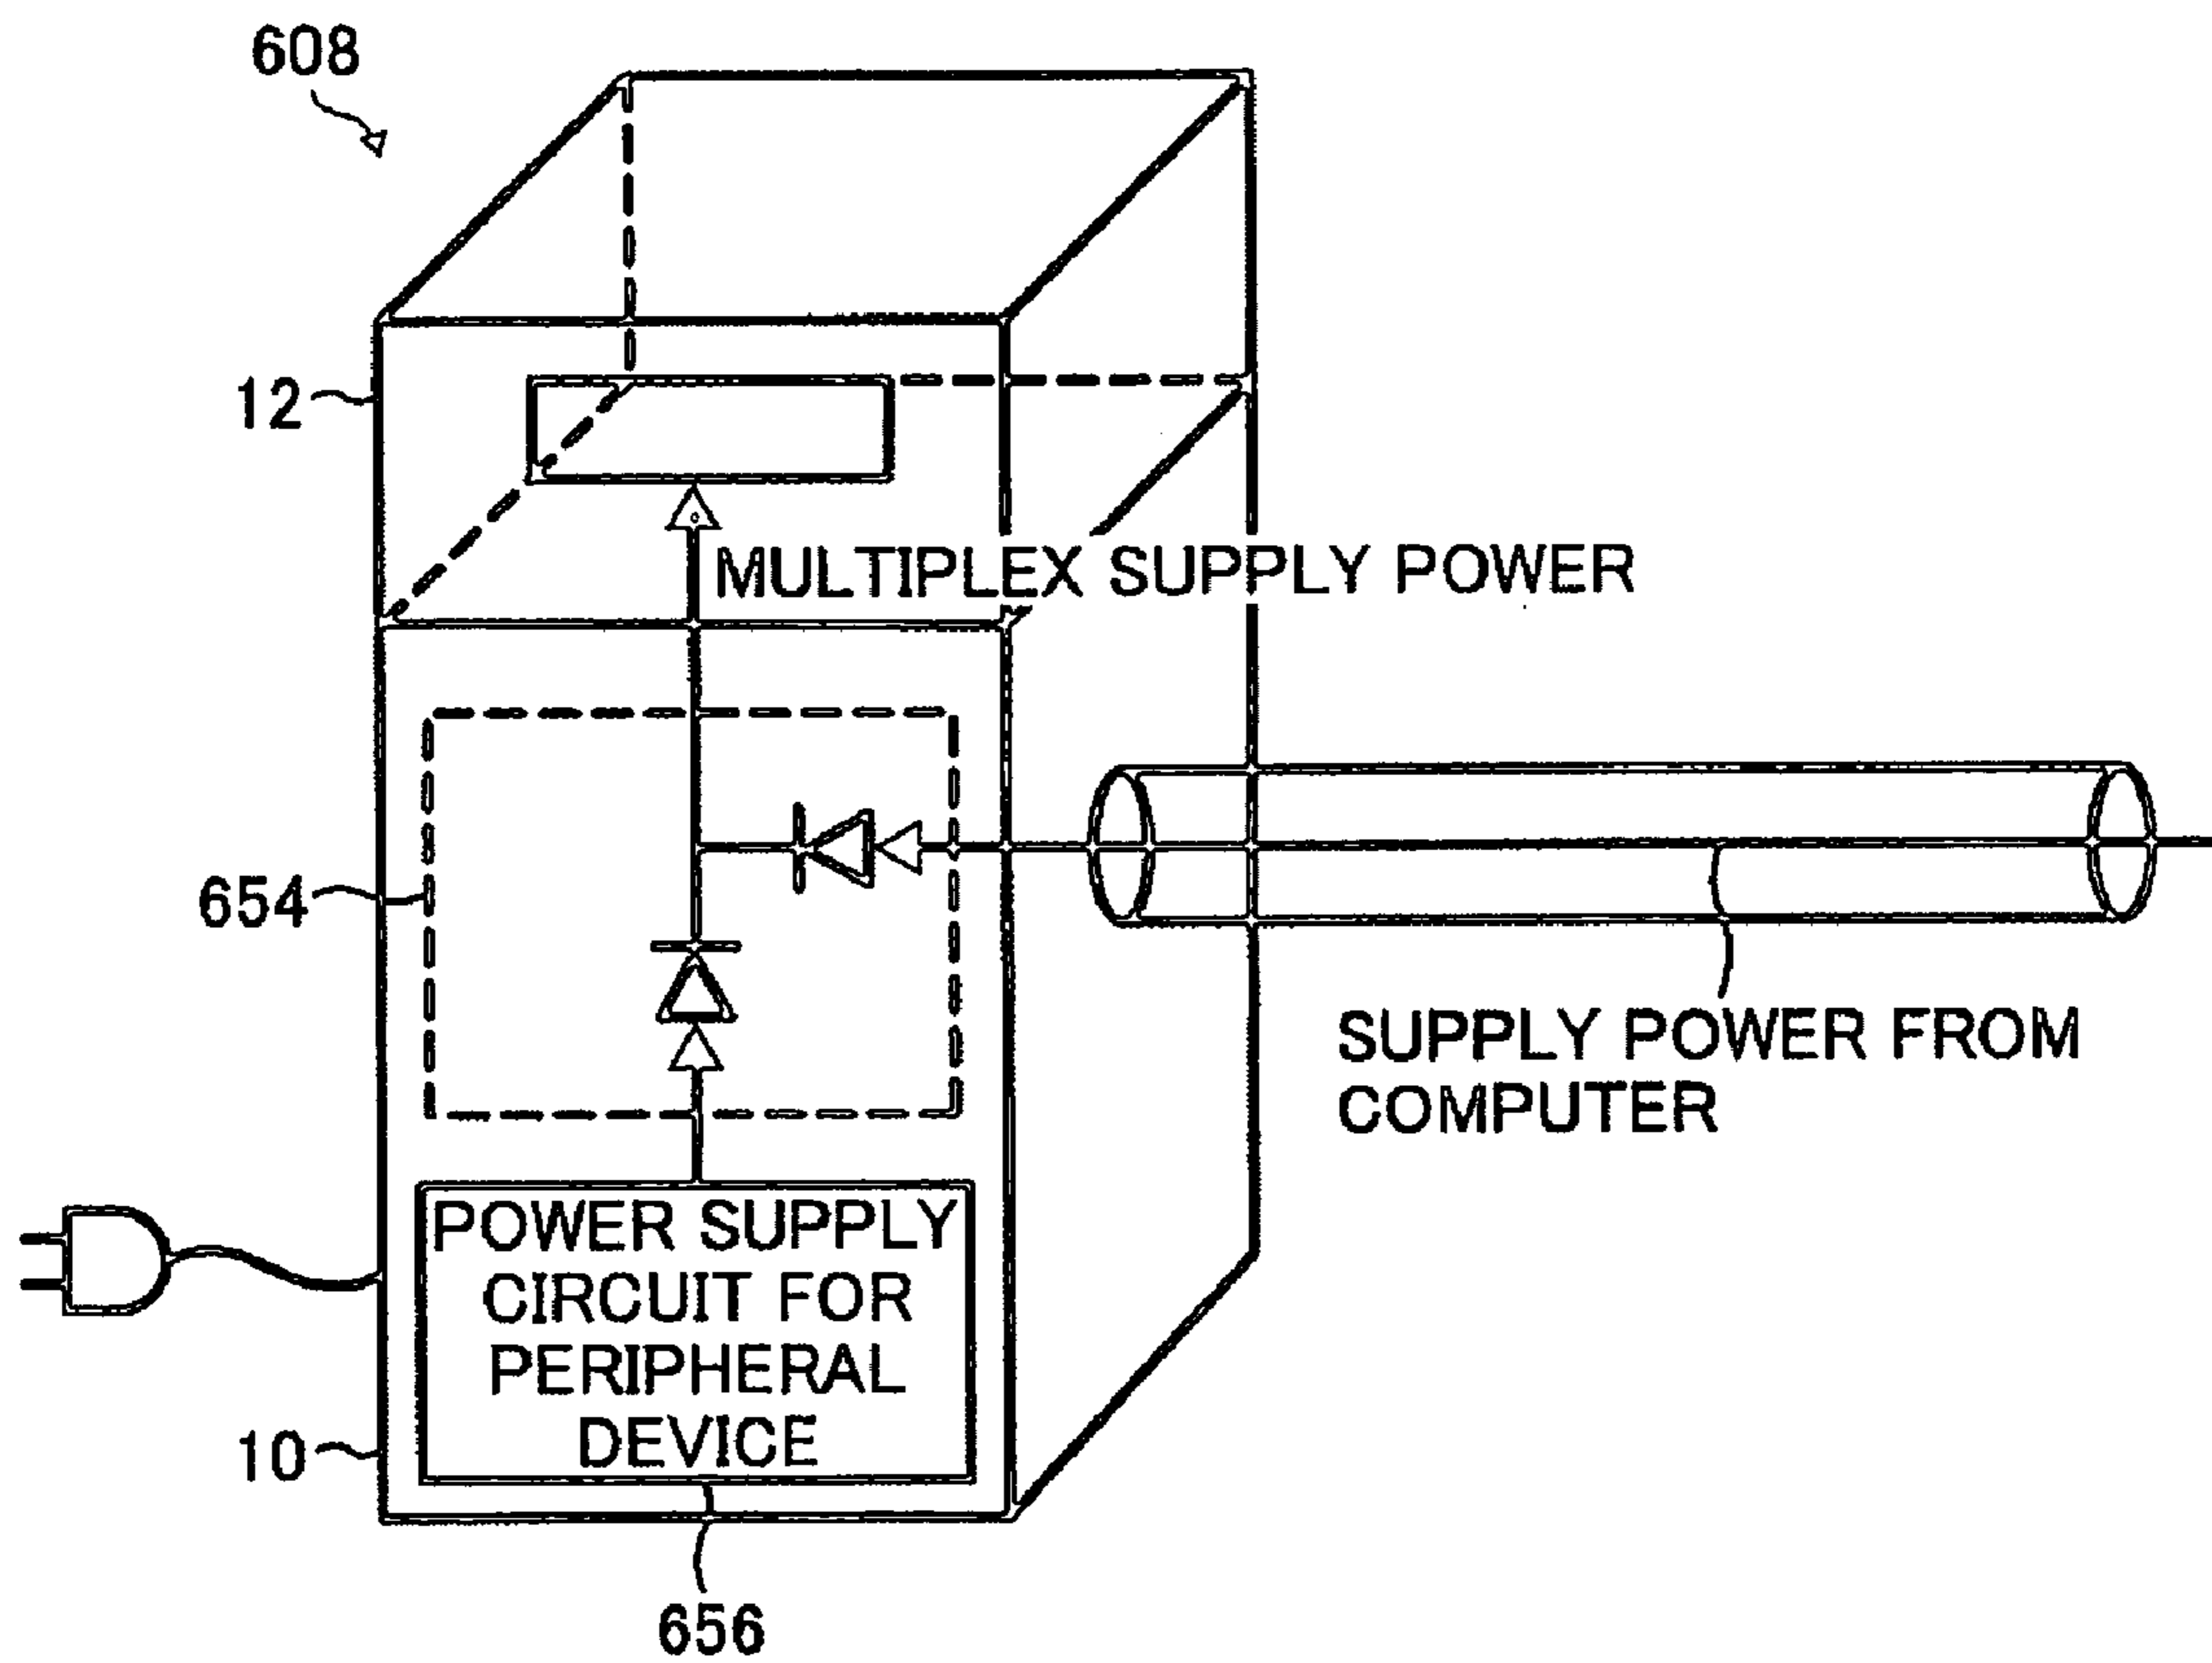 608
12
MULTIPLEX SUPPLY POWER
654
SUPPLY POWER FROM
COMPUTER
POWER SUPPLY
CIRCUIT FOR
PERIPHERAL
DEVICE
10
656